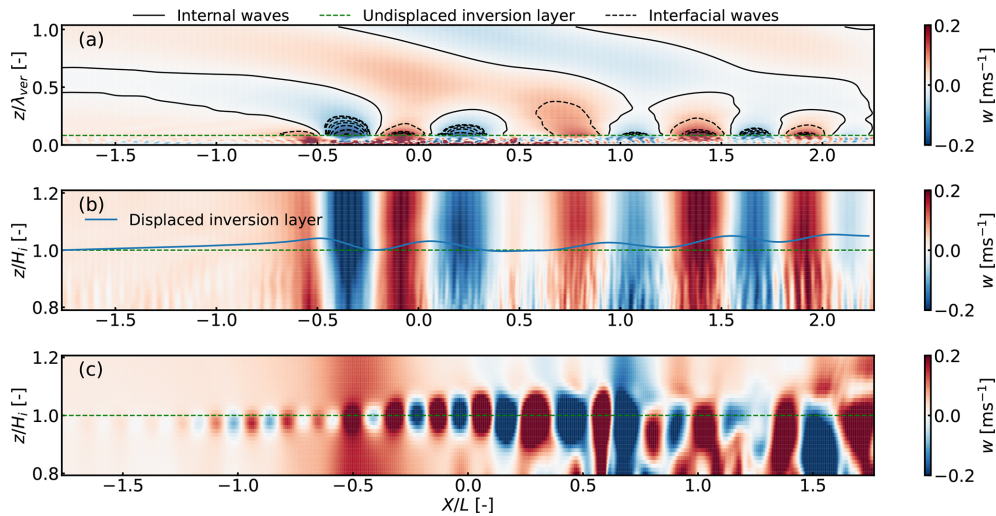 Internal waves Undisplaced inversion layer Interfacial waves
(a)
z/λ_ver [-]
1.0
0.5
0.0
−1.5 −1.0 −0.5 0.0 0.5 1.0 1.5 2.0
0.2
0.0
−0.2
w [ms⁻¹]
(b)
Displaced inversion layer
z/H_i [-]
1.2
1.0
0.8
−1.5 −1.0 −0.5 0.0 0.5 1.0 1.5 2.0
0.2
0.0
−0.2
w [ms⁻¹]
(c)
z/H_i [-]
1.2
1.0
0.8
−1.5 −1.0 −0.5 0.0 0.5 1.0 1.5
X/L [-]
0.2
0.0
−0.2
w [ms⁻¹]